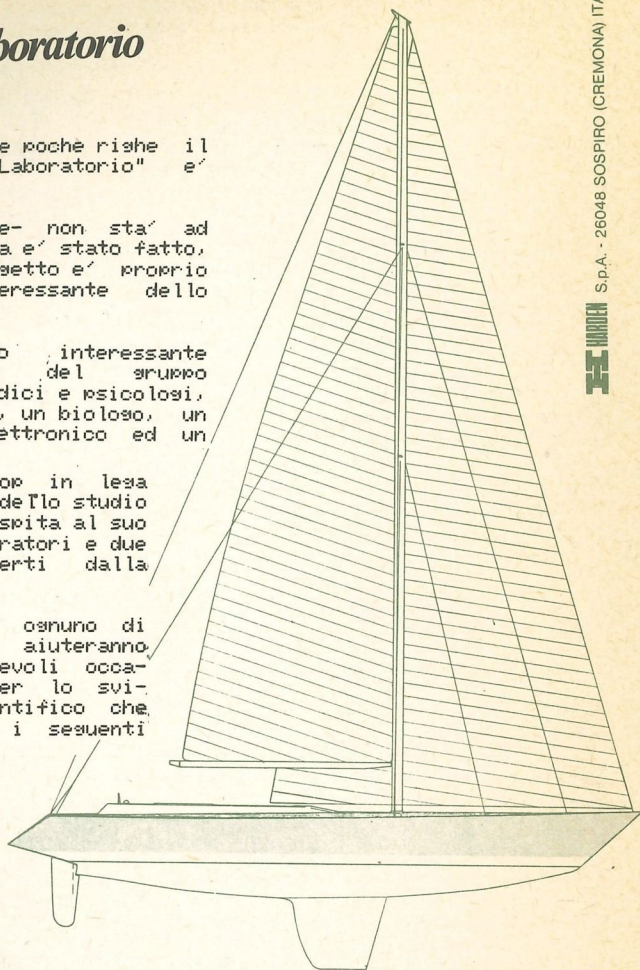 boratorio
e poche righe il
Laboratorio" e'
e- non sta' ad
a e' stato fatto,
getto e' proprio
eressante dello
o interessante
del gruppo
dici e psicologi,
, un biologo, un
ettronico ed un
op in lega
dello studio
spita al suo
ratori e due
erti dalla
ognuno di
aiuteranno
evoli occa-
er lo svi-
ntifico che
i seguenti
HARDEN S.p.A. - 26048 SOSPIRO (CREMONA) ITA